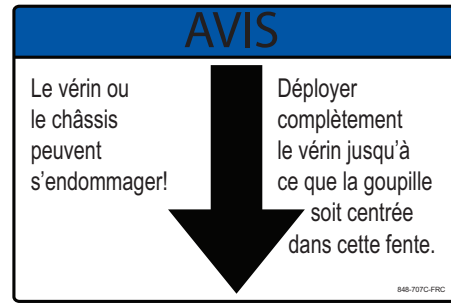 AVIS
Le vérin ou
le châssis
peuvent
s’endommager!
Déployer
complètement
le vérin jusqu’à
ce que la goupille
soit centrée
dans cette fente.
848-707C-FRC